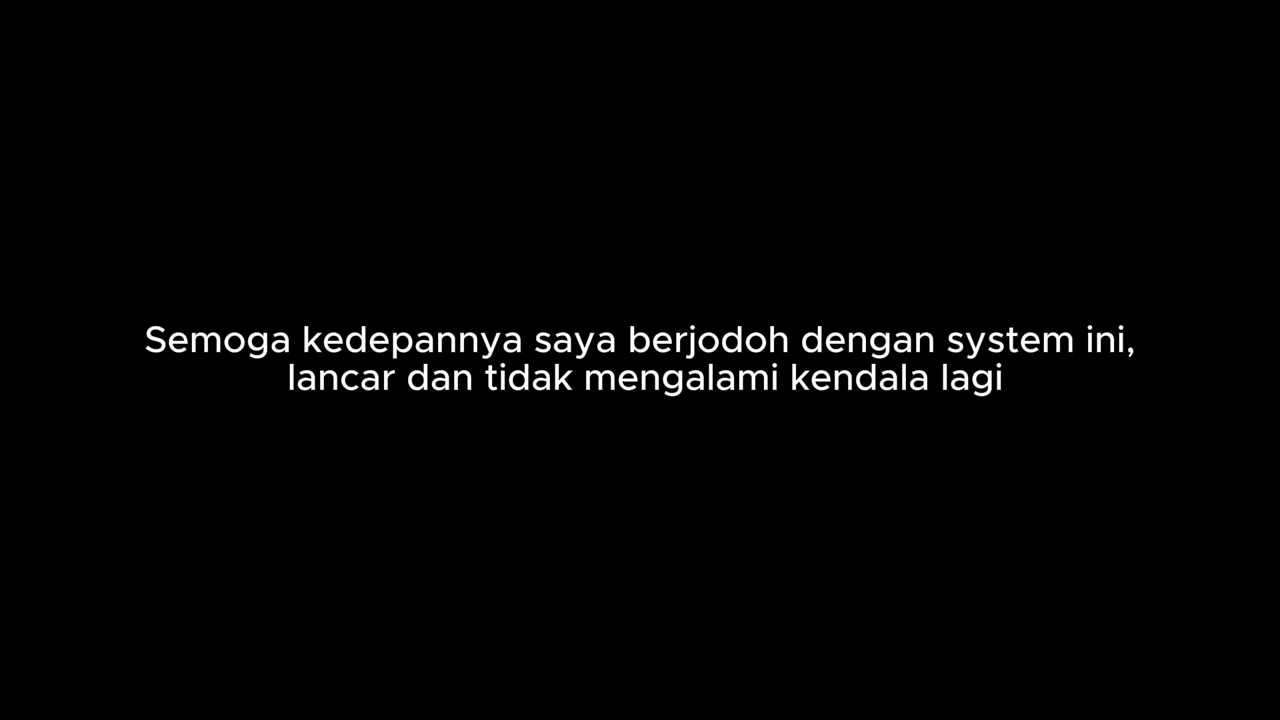 Semoga kedepannya saya berjodoh dengan system ini,
lancar dan tidak mengalami kendala lagi